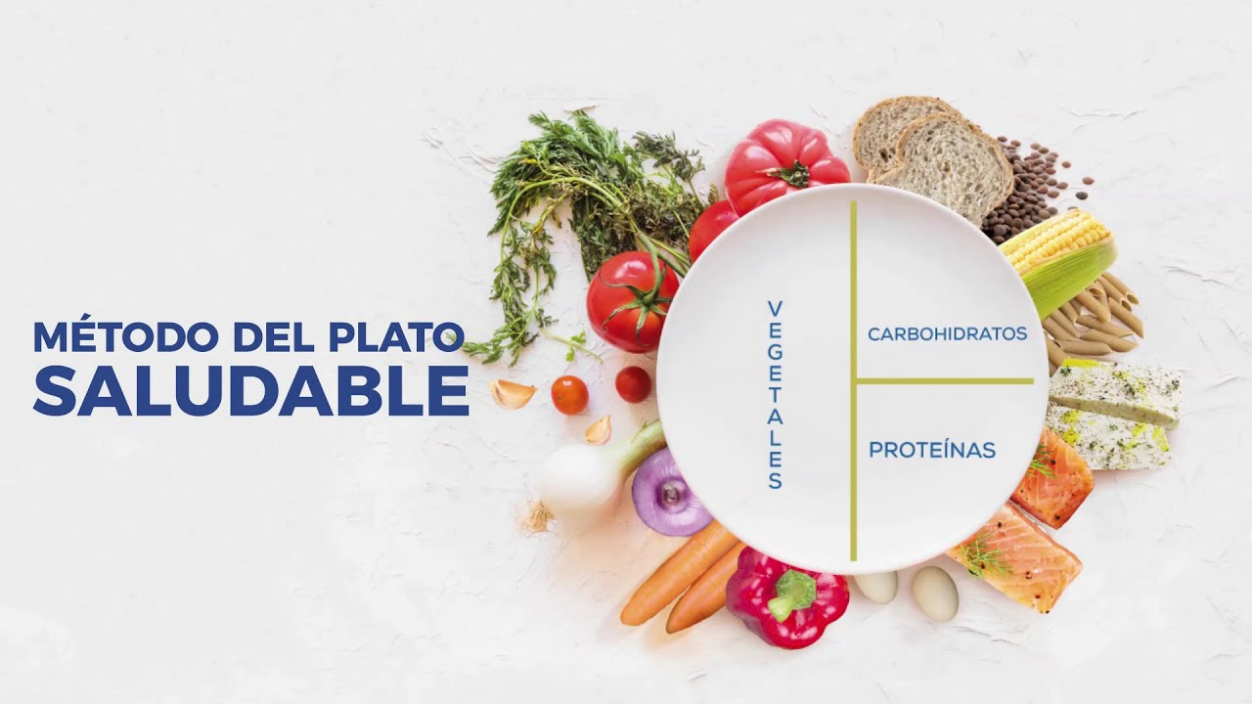 MÉTODO DEL PLATO
SALUDABLE
VEGETALES
CARBOHIDRATOS
PROTEÍNAS